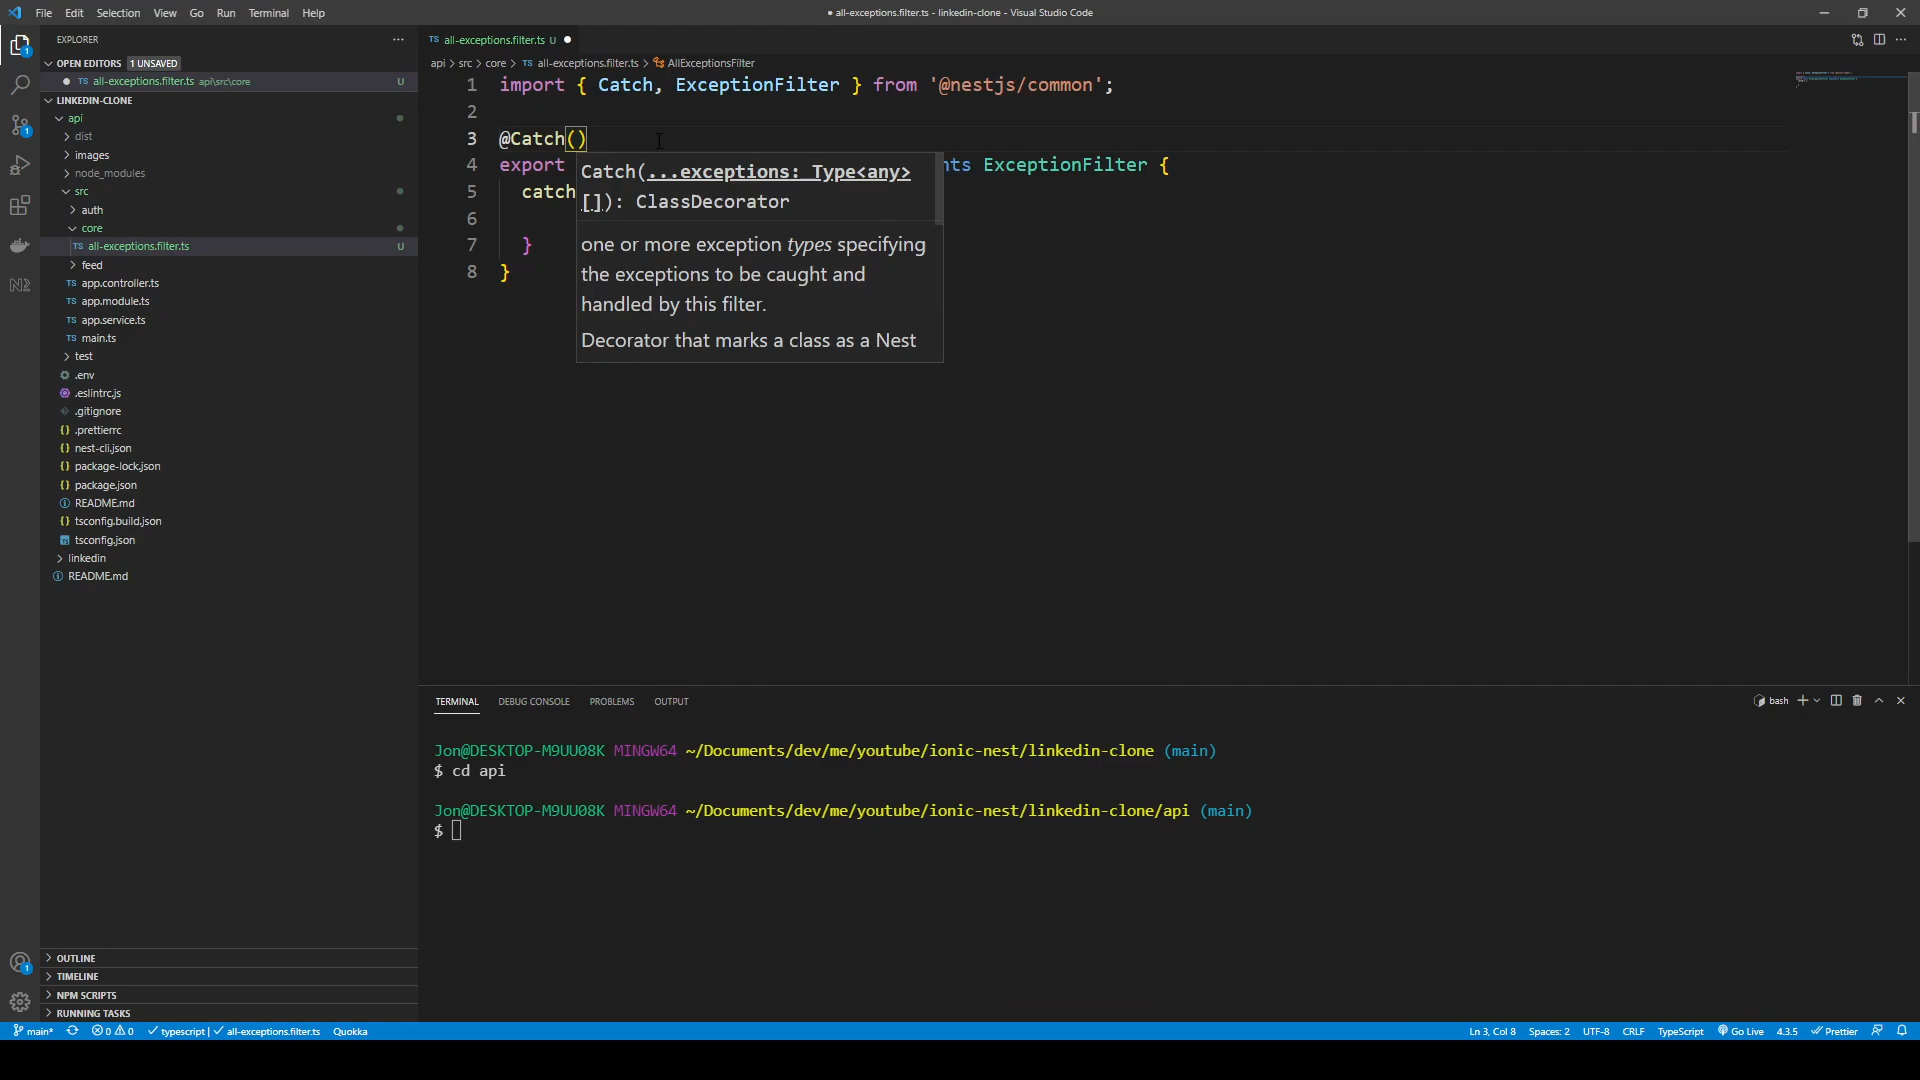 File Edit Selection View Go Run Terminal Help
● all-exceptions.filter.ts - linkedin-clone - Visual Studio Code
EXPLORER
OPEN EDITORS 1 UNSAVED
TS all-exceptions.filter.ts api\src\core U
LINKEDIN-CLONE
api
dist
images
node_modules
src
auth
core
TS all-exceptions.filter.ts U
feed
TS app.controller.ts
TS app.module.ts
TS app.service.ts
TS main.ts
test
.env
.eslintrc.js
.gitignore
{} .prettierrc
{} nest-cli.json
{} package-lock.json
{} package.json
README.md
{} tsconfig.build.json
TS tsconfig.json
linkedin
README.md
OUTLINE
TIMELINE
NPM SCRIPTS
RUNNING TASKS
TS all-exceptions.filter.ts U
api > src > core > TS all-exceptions.filter.ts > AllExceptionsFilter
1 import { Catch, ExceptionFilter } from '@nestjs/common';
2
3 @Catch()
4 export nts ExceptionFilter {
5 catch
6
7 }
8 }
Catch(...exceptions: Type<any>
[]): ClassDecorator
one or more exception types specifying
the exceptions to be caught and
handled by this filter.
Decorator that marks a class as a Nest
TERMINAL DEBUG CONSOLE PROBLEMS OUTPUT
bash
Jon@DESKTOP-M9UU08K MINGW64 ~/Documents/dev/me/youtube/ionic-nest/linkedin-clone (main)
$ cd api
Jon@DESKTOP-M9UU08K MINGW64 ~/Documents/dev/me/youtube/ionic-nest/linkedin-clone/api (main)
$
main* 0 0 typescript | all-exceptions.filter.ts Quokka
Ln 3, Col 8 Spaces: 2 UTF-8 CRLF TypeScript Go Live 4.3.5 Prettier